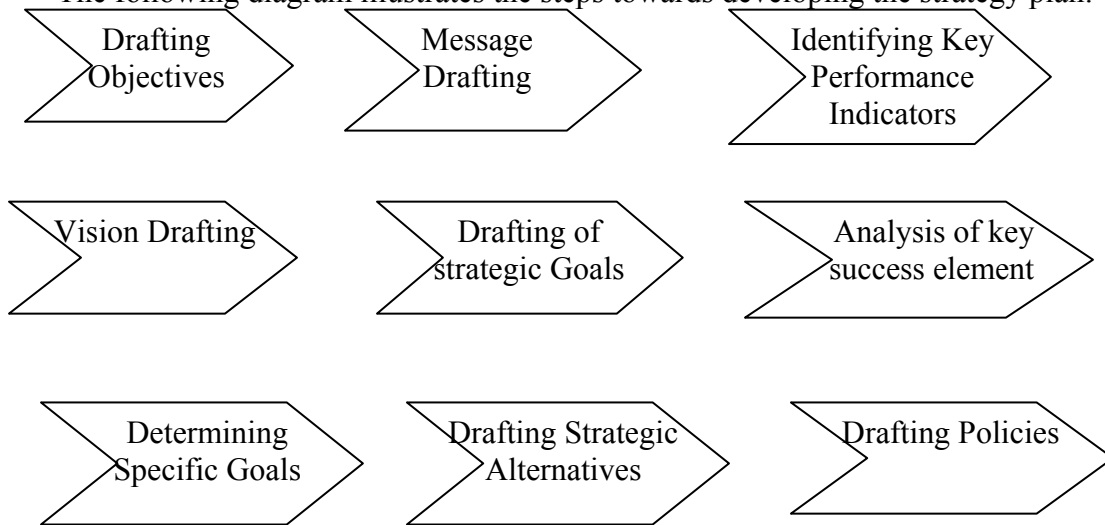 The following diagram illustrates the steps towards developing the strategy plan.
Drafting
Objectives
Message
Drafting
Identifying Key
Performance
Indicators
Vision Drafting
Drafting of
strategic Goals
Analysis of key
success element
Determining
Specific Goals
Drafting Strategic
Alternatives
Drafting Policies